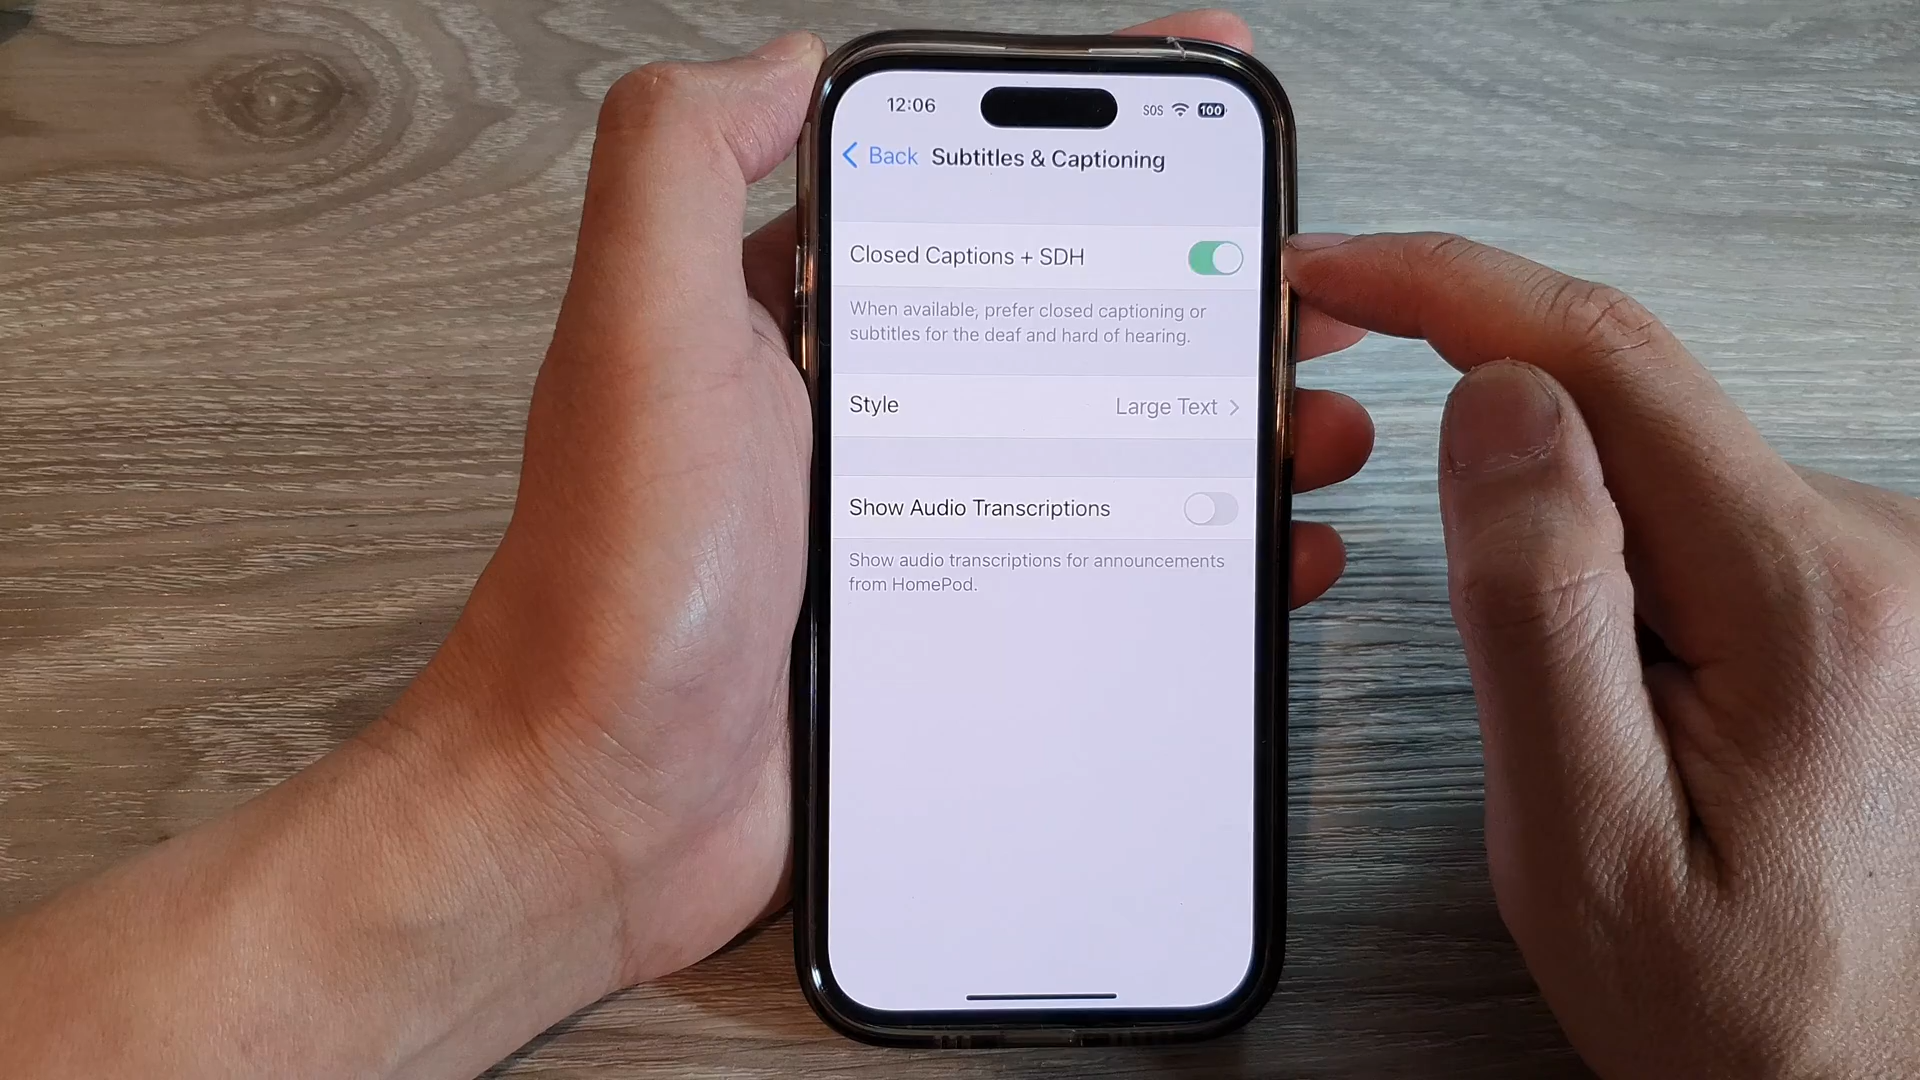 12:06
SOS 100
Back Subtitles & Captioning
Closed Captions + SDH
When available, prefer closed captioning or
subtitles for the deaf and hard of hearing.
Style Large Text
Show Audio Transcriptions
Show audio transcriptions for announcements
from HomePod.